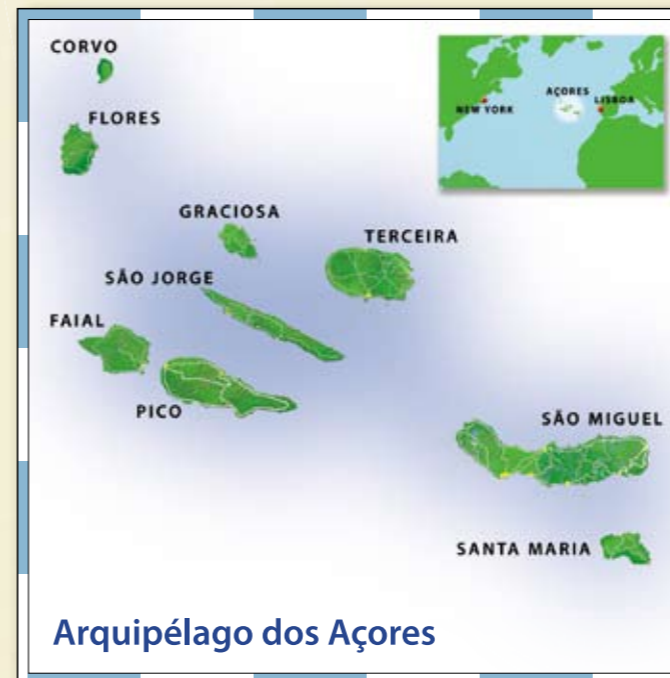 CORVO
FLORES
GRACIOSA
TERCEIRA
SÃO JORGE
FAIAL
PICO
SÃO MIGUEL
SANTA MARIA
AÇORES
LISBOA
NEW YORK
Arquipélago dos Açores